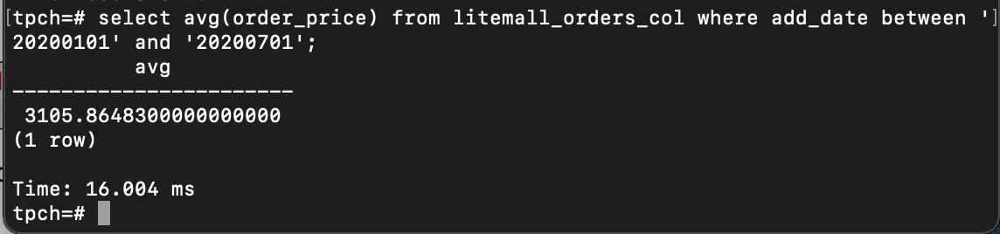 [tpch=# select avg(order_price) from litemall_orders_col where add_date between ']
20200101' and '20200701';
          avg
-----------------------
 3105.8648300000000000
(1 row)

Time: 16.004 ms
tpch=#